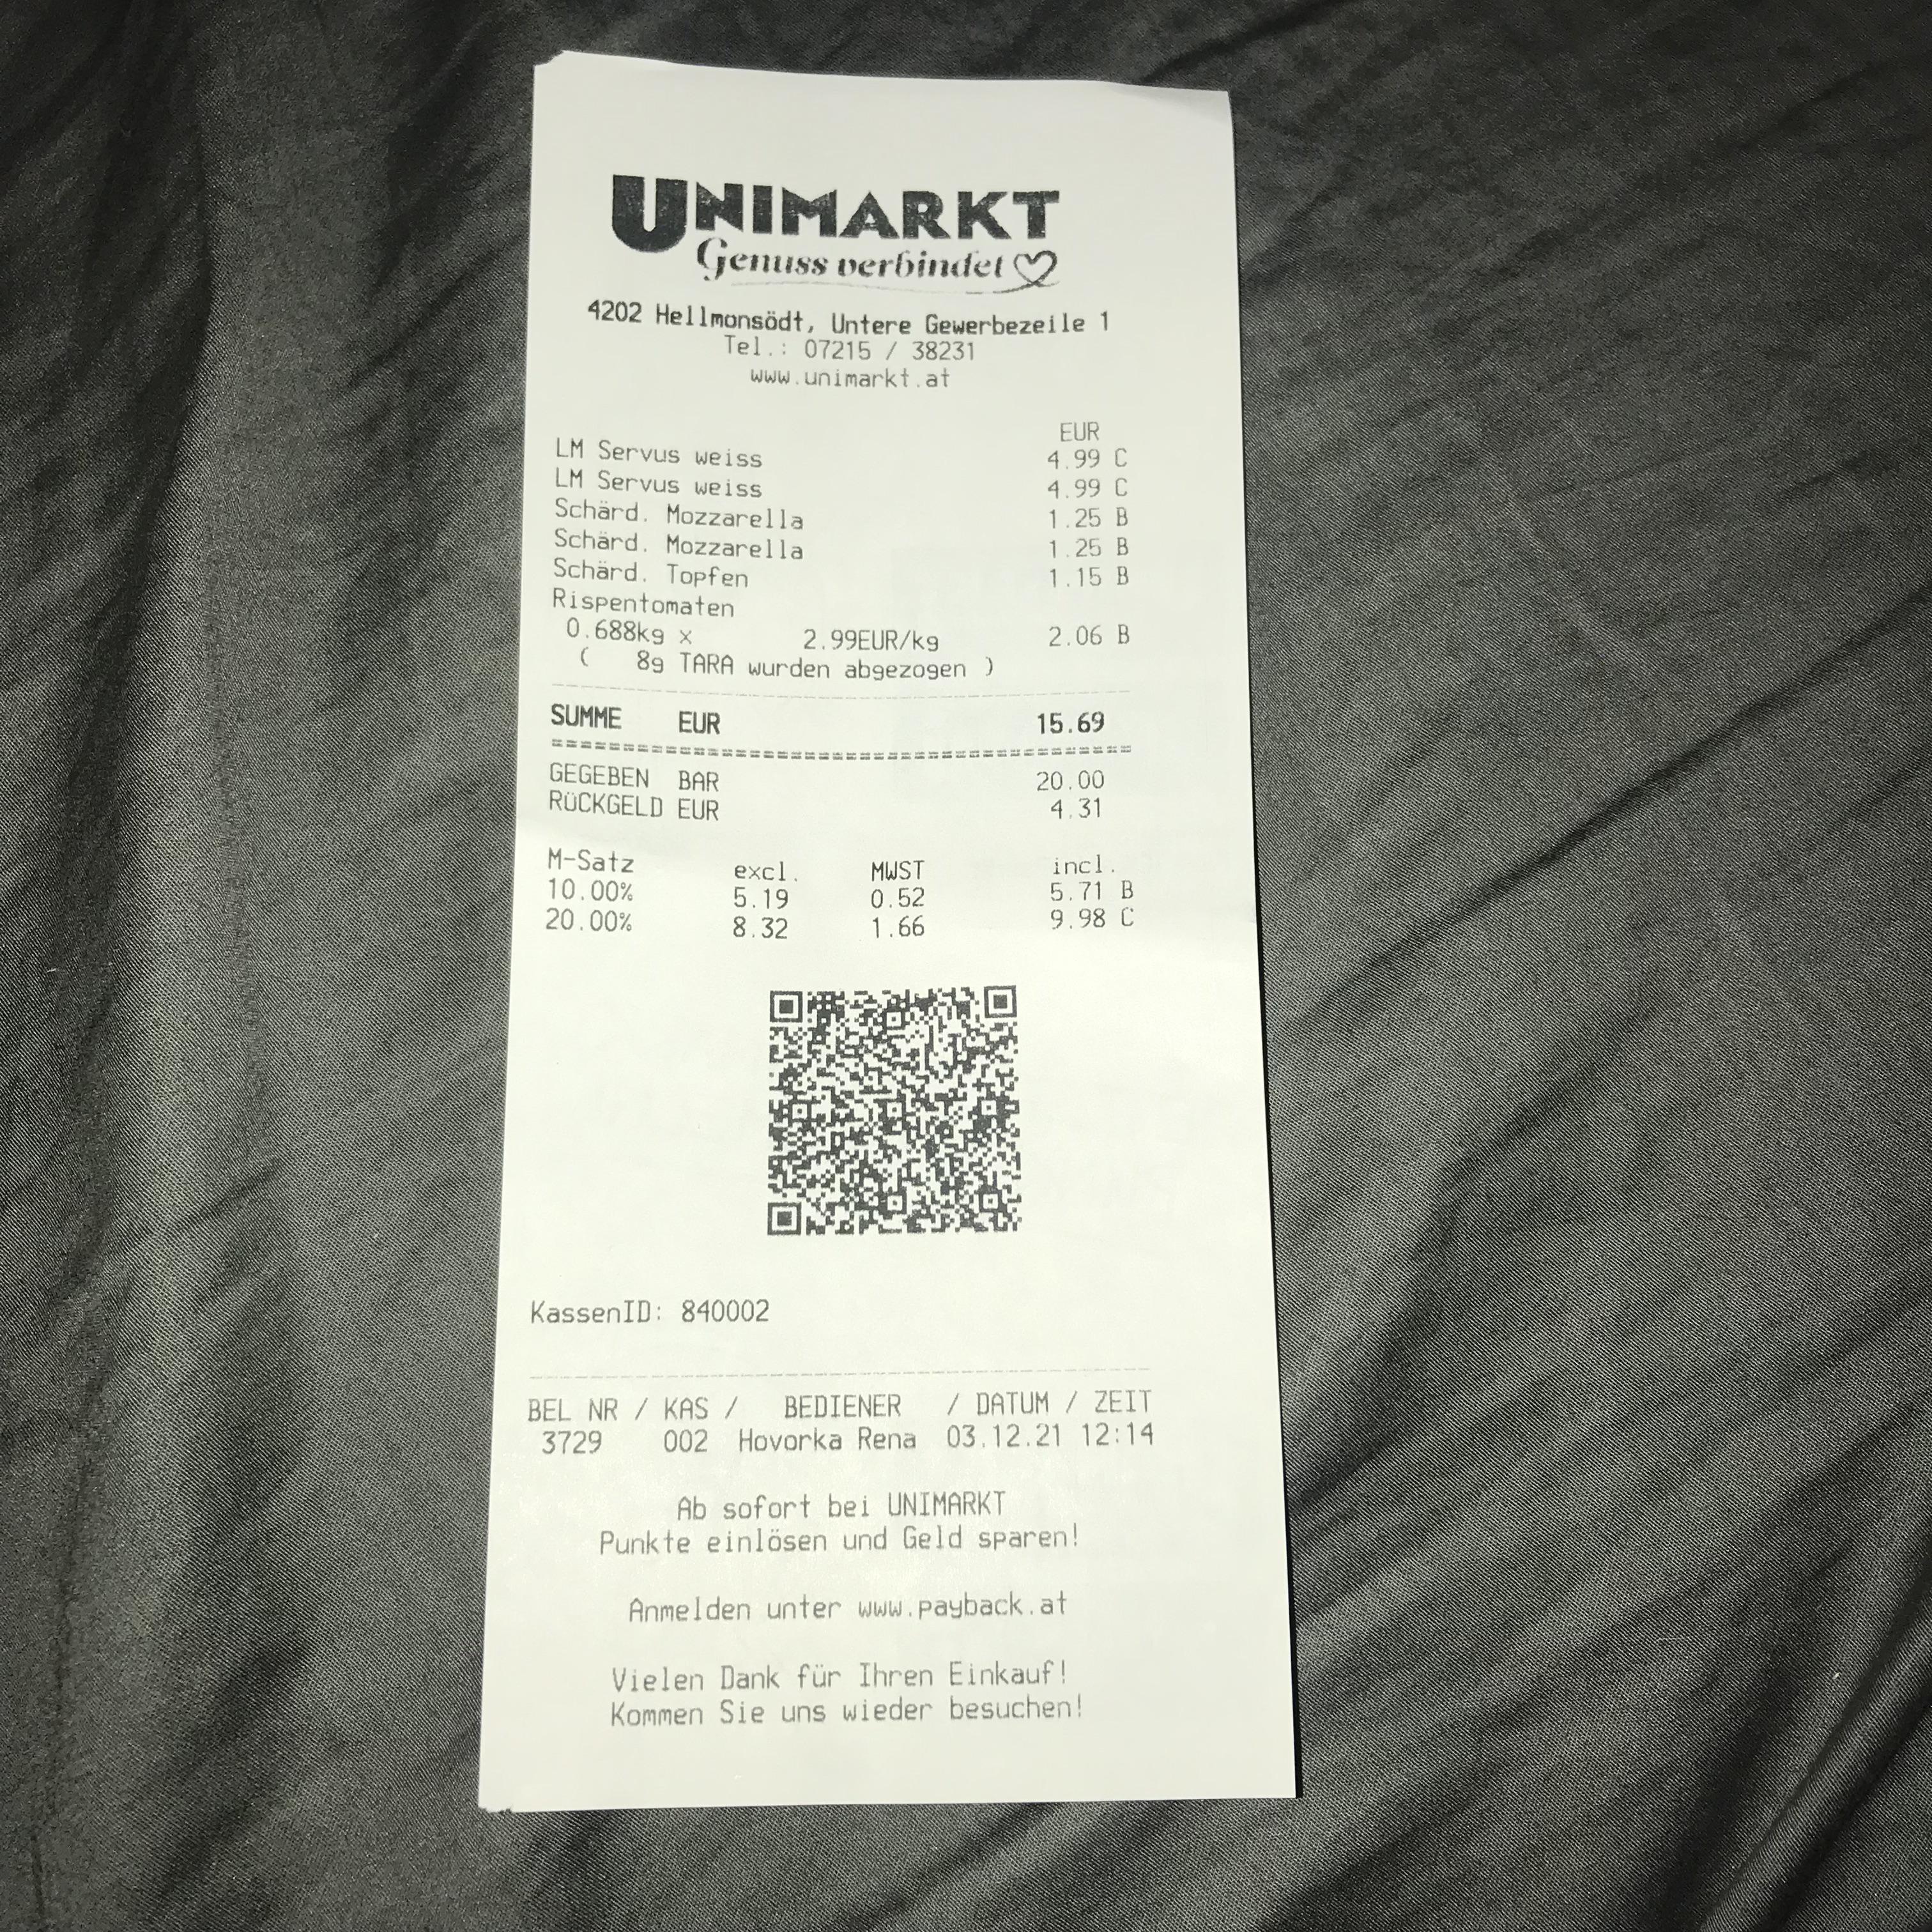 UNIMARKT
Genuss verbindet
4202 Hellmonsödt, Untere Gewerbezeile 1
Tel.: 07215 / 38231
www.unimarkt.at
EUR
LM Servus weiss 4.99 C
LM Servus weiss 4.99 C
Schärd. Mozzarella 1.25 B
Schärd. Mozzarella 1.25 B
Schärd. Topfen 1.15 B
Rispentomaten
0.688kg x 2.99EUR/kg 2.06 B
( 8g TARA wurden abgezogen )
SUMME EUR 15.69
GEGEBEN BAR 20.00
RÜCKGELD EUR 4.31
M-Satz excl. MWST incl.
10.00% 5.19 0.52 5.71 B
20.00% 8.32 1.66 9.98 C
KassenID: 840002
BEL NR / KAS / BEDIENER / DATUM / ZEIT
3729 002 Hovorka Rena 03.12.21 12:14
Ab sofort bei UNIMARKT
Punkte einlösen und Geld sparen!
Anmelden unter www.payback.at
Vielen Dank für Ihren Einkauf!
Kommen Sie uns wieder besuchen!